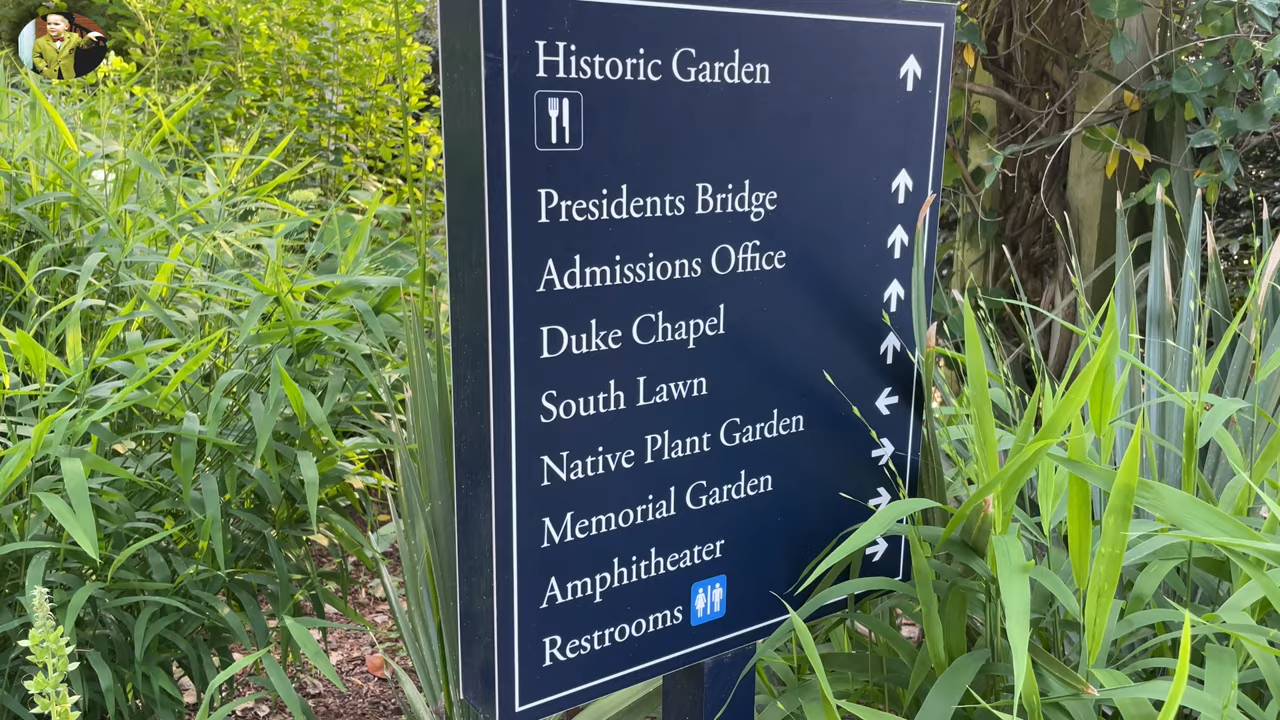 Historic Garden
Presidents Bridge
Admissions Office
Duke Chapel
South Lawn
Native Plant Garden
Memorial Garden
Amphitheater
Restrooms